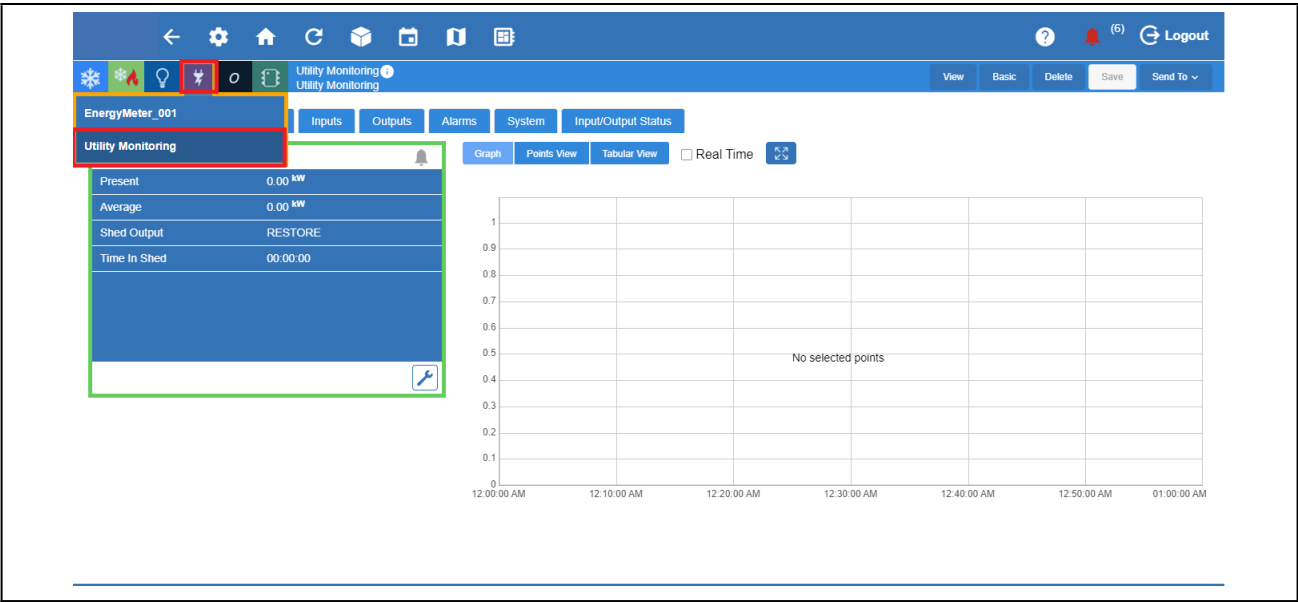 (6) Logout
o Utility Monitoring
Utility Monitoring
View Basic Delete Save Send To
EnergyMeter_001
Utility Monitoring
Inputs Outputs Alarms System Input/Output Status
Graph Points View Tabular View Real Time
Present 0.00 kW
Average 0.00 kW
Shed Output RESTORE
Time In Shed 00:00:00
1
0.9
0.8
0.7
0.6
0.5
0.4
0.3
0.2
0.1
0
No selected points
12:00:00 AM 12:10:00 AM 12:20:00 AM 12:30:00 AM 12:40:00 AM 12:50:00 AM 01:00:00 AM